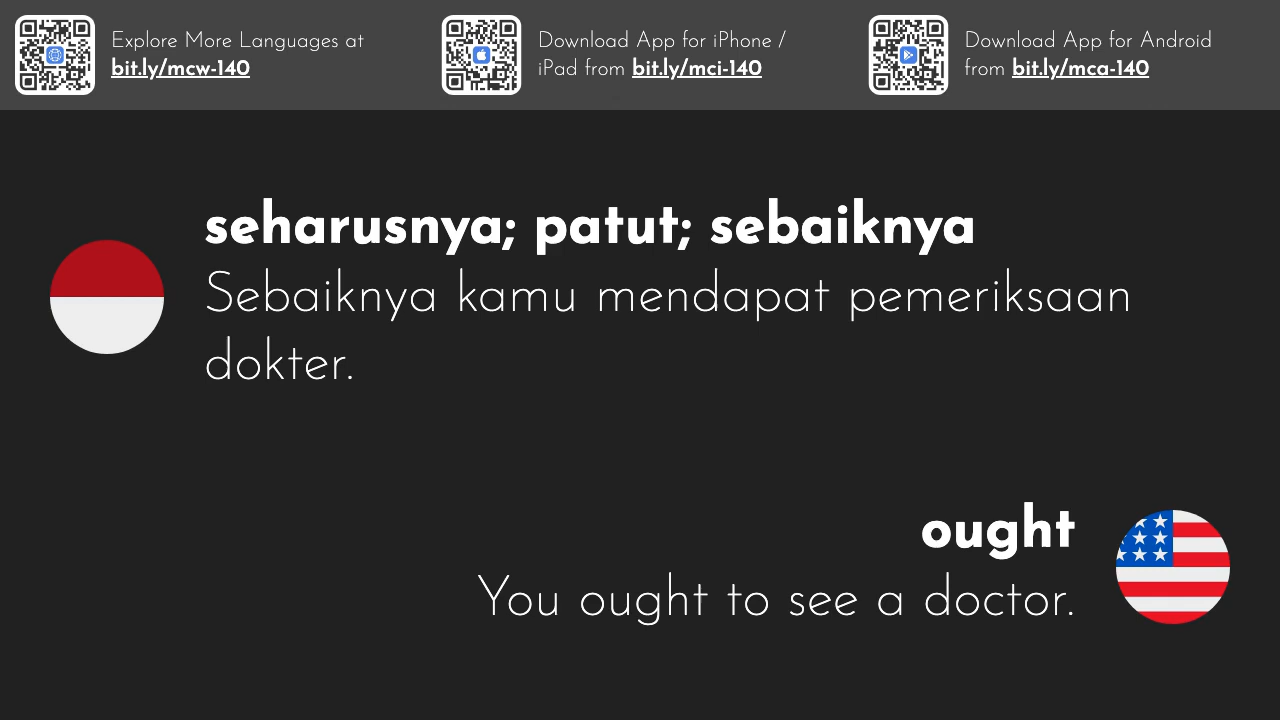 Explore More Languages at
bit.ly/mcw-140
Download App for iPhone /
iPad from bit.ly/mci-140
Download App for Android
from bit.ly/mca-140
seharusnya; patut; sebaiknya
Sebaiknya kamu mendapat pemeriksaan
dokter.
ought
You ought to see a doctor.